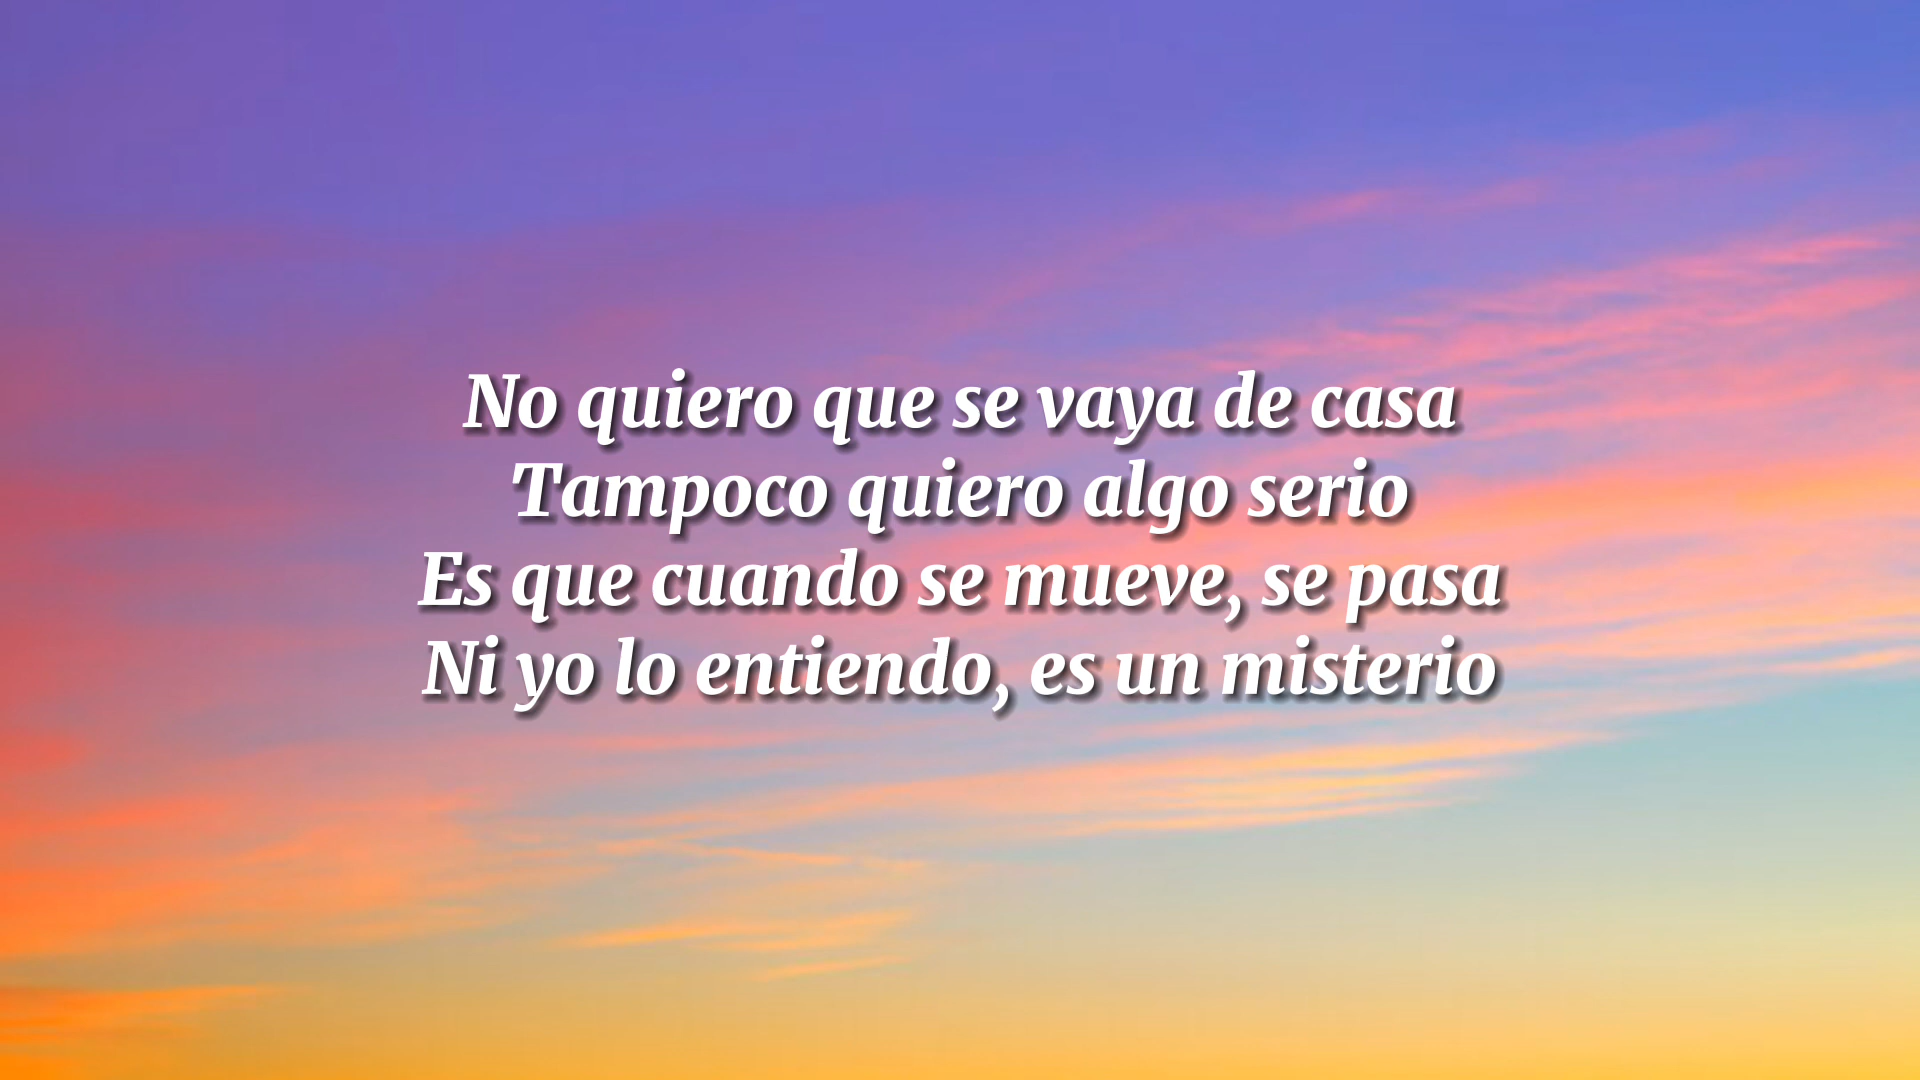 No quiero que se vaya de casa
Tampoco quiero algo serio
Es que cuando se mueve, se pasa
Ni yo lo entiendo, es un misterio